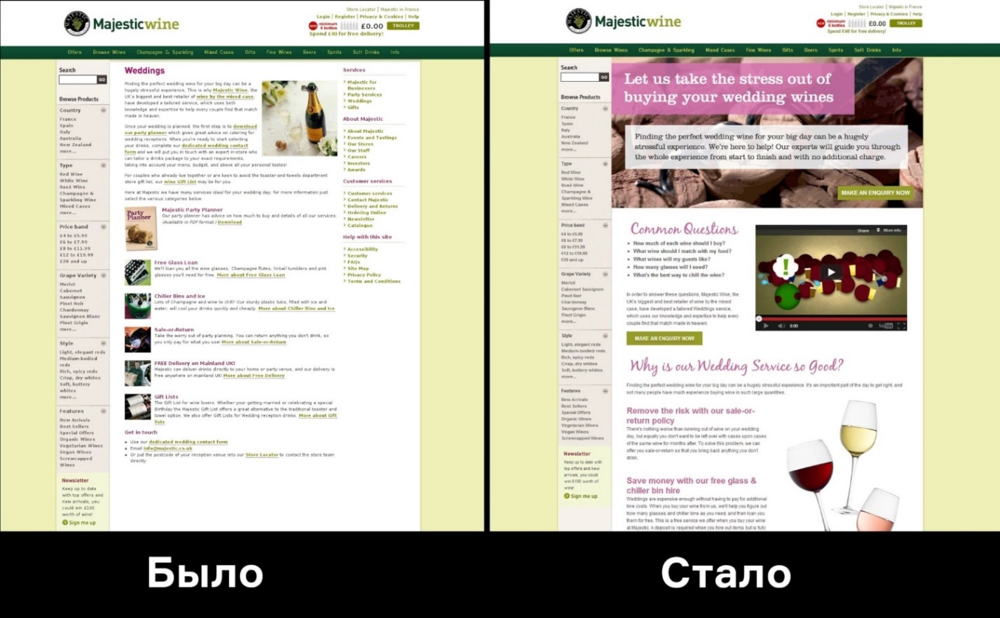 Store Locator | Majestic in France
Login | Register | Privacy & Cookies | Help
Majesticwine
NEW minimum 6 bottles £0.00 TROLLEY
Spend £40 for free delivery!
Offers Browse Wines Champagne & Sparkling Mixed Cases Gifts Fine Wines Beers Spirits Soft Drinks Info
Search
GO
Browse Products
Country
France
Spain
Italy
Australia
New Zealand
more...
Type
Red Wine
White Wine
Rosé Wine
Champagne &
Sparkling Wine
Mixed Cases
more...
Price band
£4 to £5.99
£6 to £7.99
£8 to £11.99
£12 to £19.99
£20 and up
Grape Variety
Merlot
Cabernet
Sauvignon
Pinot Noir
Chardonnay
Sauvignon Blanc
Pinot Grigio
more...
Style
Light, elegant reds
Medium-bodied
reds
Rich, spicy reds
Crisp, dry whites
Soft, buttery
whites
more...
Features
New Arrivals
Best Sellers
Special Offers
Organic Wines
Vegetarian Wines
Vegan Wines
Screwcapped
Wines
Newsletter
Keep up to date
with top offers and
new arrivals, you
could win £100
worth of wine!
Sign me up
Weddings
Finding the perfect wedding wine for your big day can be a
hugely stressful experience. This is why Majestic Wine, the
UK's biggest and best retailer of wine by the mixed case,
have developed a tailored service, which uses both
knowledge and expertise to help every couple find that match
made in heaven.
Once your wedding is planned, the first step is to download
our party planner which gives great advice on catering for
wedding receptions. When you're ready to start selecting
your drinks, complete our dedicated wedding contact
form and we will put you in touch with an expert in-store who
can tailor a drinks package to your exact requirements,
taking into account your menu, budget, and above all your personal tastes!
For couples who already live together or are keen to avoid the toaster-and-towels department
store gift list, our wine Gift List may be for you.
Here at Majestic we have many services ideal for your wedding day, for more information just
select the various categories below.
Party
Planner
Majestic Party Planner
Our party planner has advice on how much to buy and details of all our services.
(Available in PDF format.) Download
Free Glass Loan
We'll loan you all the wine glasses, Champagne flutes, hi-ball tumblers and pint
glasses you'll need for free. More about Free Glass Loan
Chiller Bins and Ice
Lots of Champagne and wine to chill? Our sturdy plastic tubs, filled with ice and
water, will cool your drinks quickly and cheaply. More about Chiller Bins and Ice
Sale-or-Return
Take the worry out of party planning. You can return anything you don't drink, so
you only pay for what you use! More about Sale-or-Return
FREE Delivery on Mainland UK!
Majestic can deliver drinks directly to your home or party venue, and our delivery is
free anywhere on mainland UK! More about Free Delivery
Gift Lists
The Gift List for wine lovers. Whether your getting married or celebrating a special
Birthday the Majestic Gift List offers a great alternative to the traditional toaster and
towel option. We also offer Gift Lists for Wedding reception drinks. More about Gift
lists
Get in touch
Use our dedicated wedding contact form
Email info@majestic.co.uk
Or put the postcode of your reception venue into our Store Locator to contact the store team
directly
Services
Majestic for
Businesses
Party Services
Weddings
Gifts
About Majestic
About Majestic
Events and Tastings
Our Stores
Our Staff
Careers
Investors
Awards
Customer services
Customer services
Contact Majestic
Delivery and Returns
Ordering Online
Newsletter
Catalogue
Help with this site
Accessibility
Security
FAQs
Site Map
Privacy Policy
Terms and Conditions
Было
Store Locator | Majestic in France
Login | Register | Privacy & Cookies | Help
Majesticwine
NEW minimum 6 bottles £0.00 TROLLEY
Spend £40 for free delivery!
Offers Browse Wines Champagne & Sparkling Mixed Cases Fine Wines Gifts Beers Spirits Soft Drinks Info
Search
GO
Browse Products
Country
France
Spain
Italy
Australia
New Zealand
more...
Type
Red Wine
White Wine
Rosé Wine
Champagne &
Sparkling Wine
Mixed Cases
more...
Price band
£4 to £5.99
£6 to £7.99
£8 to £11.99
£12 to £19.99
£20 and up
Grape Variety
Merlot
Cabernet Sauvignon
Pinot Noir
Chardonnay
Sauvignon Blanc
Pinot Grigio
more...
Style
Light, elegant reds
Medium-bodied reds
Rich, spicy reds
Crisp, dry whites
Soft, buttery whites
more...
Features
New Arrivals
Best Sellers
Special Offers
Organic Wines
Vegetarian Wines
Vegan Wines
Screwcapped Wines
Newsletter
Keep up to date with
top offers and new
arrivals, you could
win £100 worth of
wine!
Sign me up
Let us take the stress out of
buying your wedding wines
Finding the perfect wedding wine for your big day can be a hugely
stressful experience. We're here to help! Our experts will guide you through
the whole experience from start to finish and with no additional charge.
MAKE AN ENQUIRY NOW
Common Questions
How much of each wine should I buy?
What wine should I match with my food?
What wines will my guests like?
How many glasses will I need?
What's the best way to chill the wine?
In order to answer these questions, Majestic Wine, the
UK's biggest and best retailer of wine by the mixed
case, have developed a tailored Weddings service,
which uses our knowledge and expertise to help every
couple find that match made in heaven.
MAKE AN ENQUIRY NOW
Share More info
!
0:00 YouTube
Why is our Wedding Service so Good?
Finding the perfect wedding wine for your big day can be a hugely stressful experience. It's an important part of the day to get right, and
not many people have much experience buying wine in such large quantities.
Remove the risk with our sale-or-
return policy
There's nothing worse than running out of wine on your wedding
day, but equally you don't want to be left over with cases upon cases
of the same wine for months after. To solve this problem, we can
offer you sale-or-return so that you bring back anything you don't
drink.
Save money with our free glass &
chiller bin hire
Weddings are expensive enough without having to pay for additional
hire costs. When you buy your wine from us, we'll help you figure out
how many glasses and chiller bins as you need, and then loan you
them for free. This is a free service we offer when you buy your wine
at Majestic. A deposit is required when you hire out items but is fully
Стало